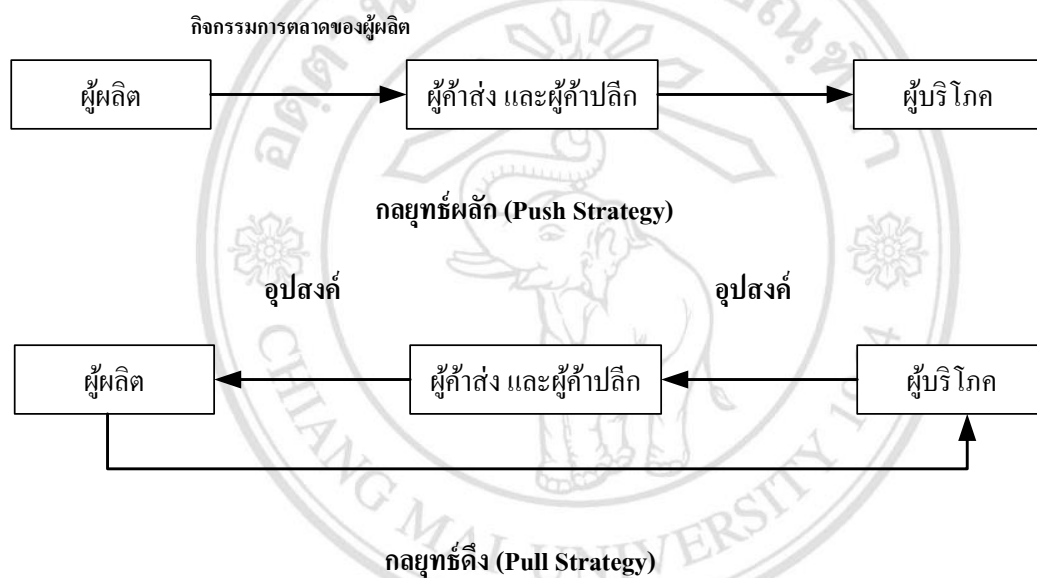 กิจกรรมการตลาดของผู้ผลิต
ผู้ผลิต ผู้ค้าส่ง และผู้ค้าปลีก ผู้บริโภค
กลยุทธ์ผลัก (Push Strategy)
อุปสงค์ อุปสงค์
ผู้ผลิต ผู้ค้าส่ง และผู้ค้าปลีก ผู้บริโภค
กลยุทธ์ดึง (Pull Strategy)
CHIANG MAI UNIVERSITY